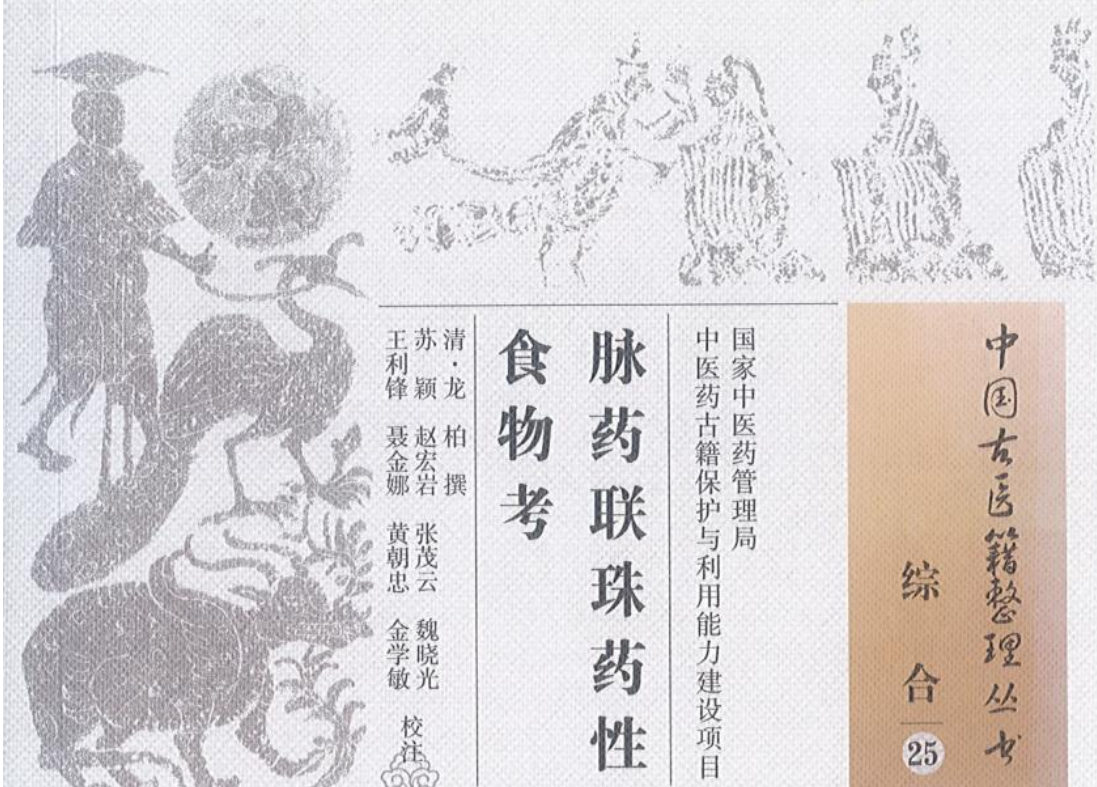 中国古医籍整理丛书
综合
25
国家中医药管理局
中医药古籍保护与利用能力建设项目
脉药联珠药性
食物考
清·龙柏 撰
苏颖 赵宏岩 张茂云 魏晓光
王利锋 聂金娜 黄朝忠 金学敏
校注